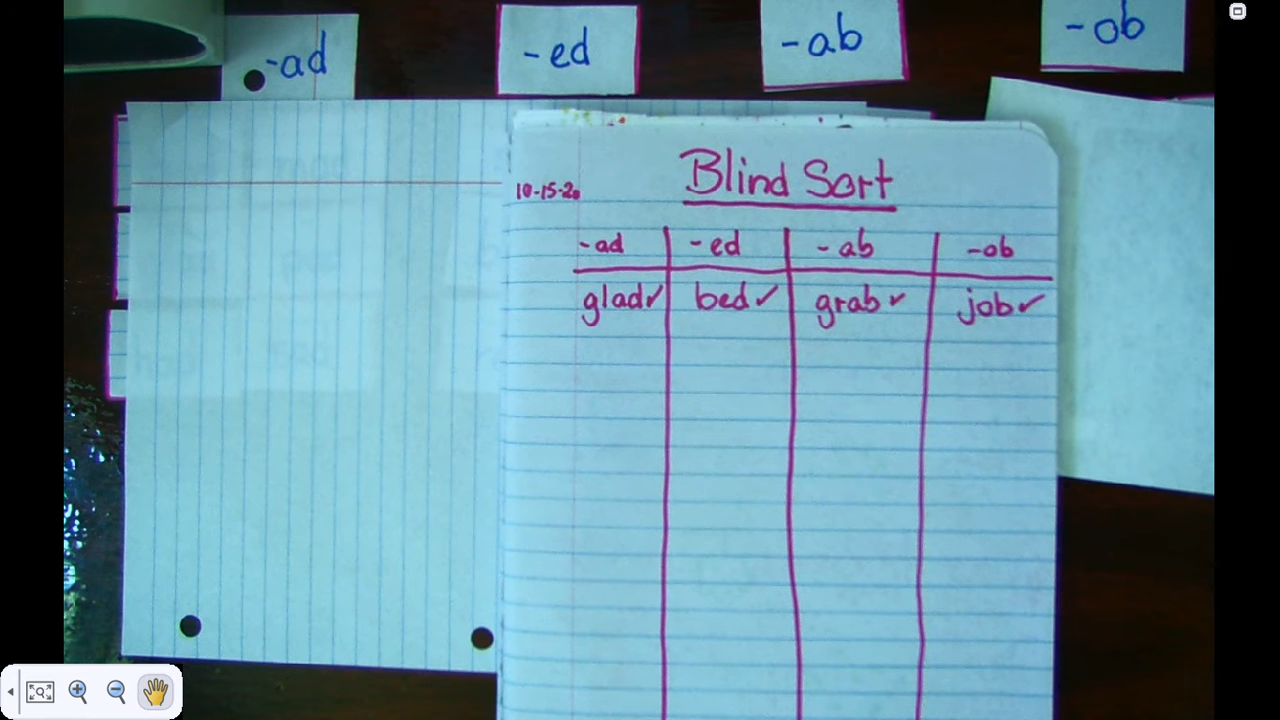 -ad -ed -ab -ob
Blind Sort
10-15-20
-ad -ed -ab -ob
glad✓ bed✓ grab✓ job✓